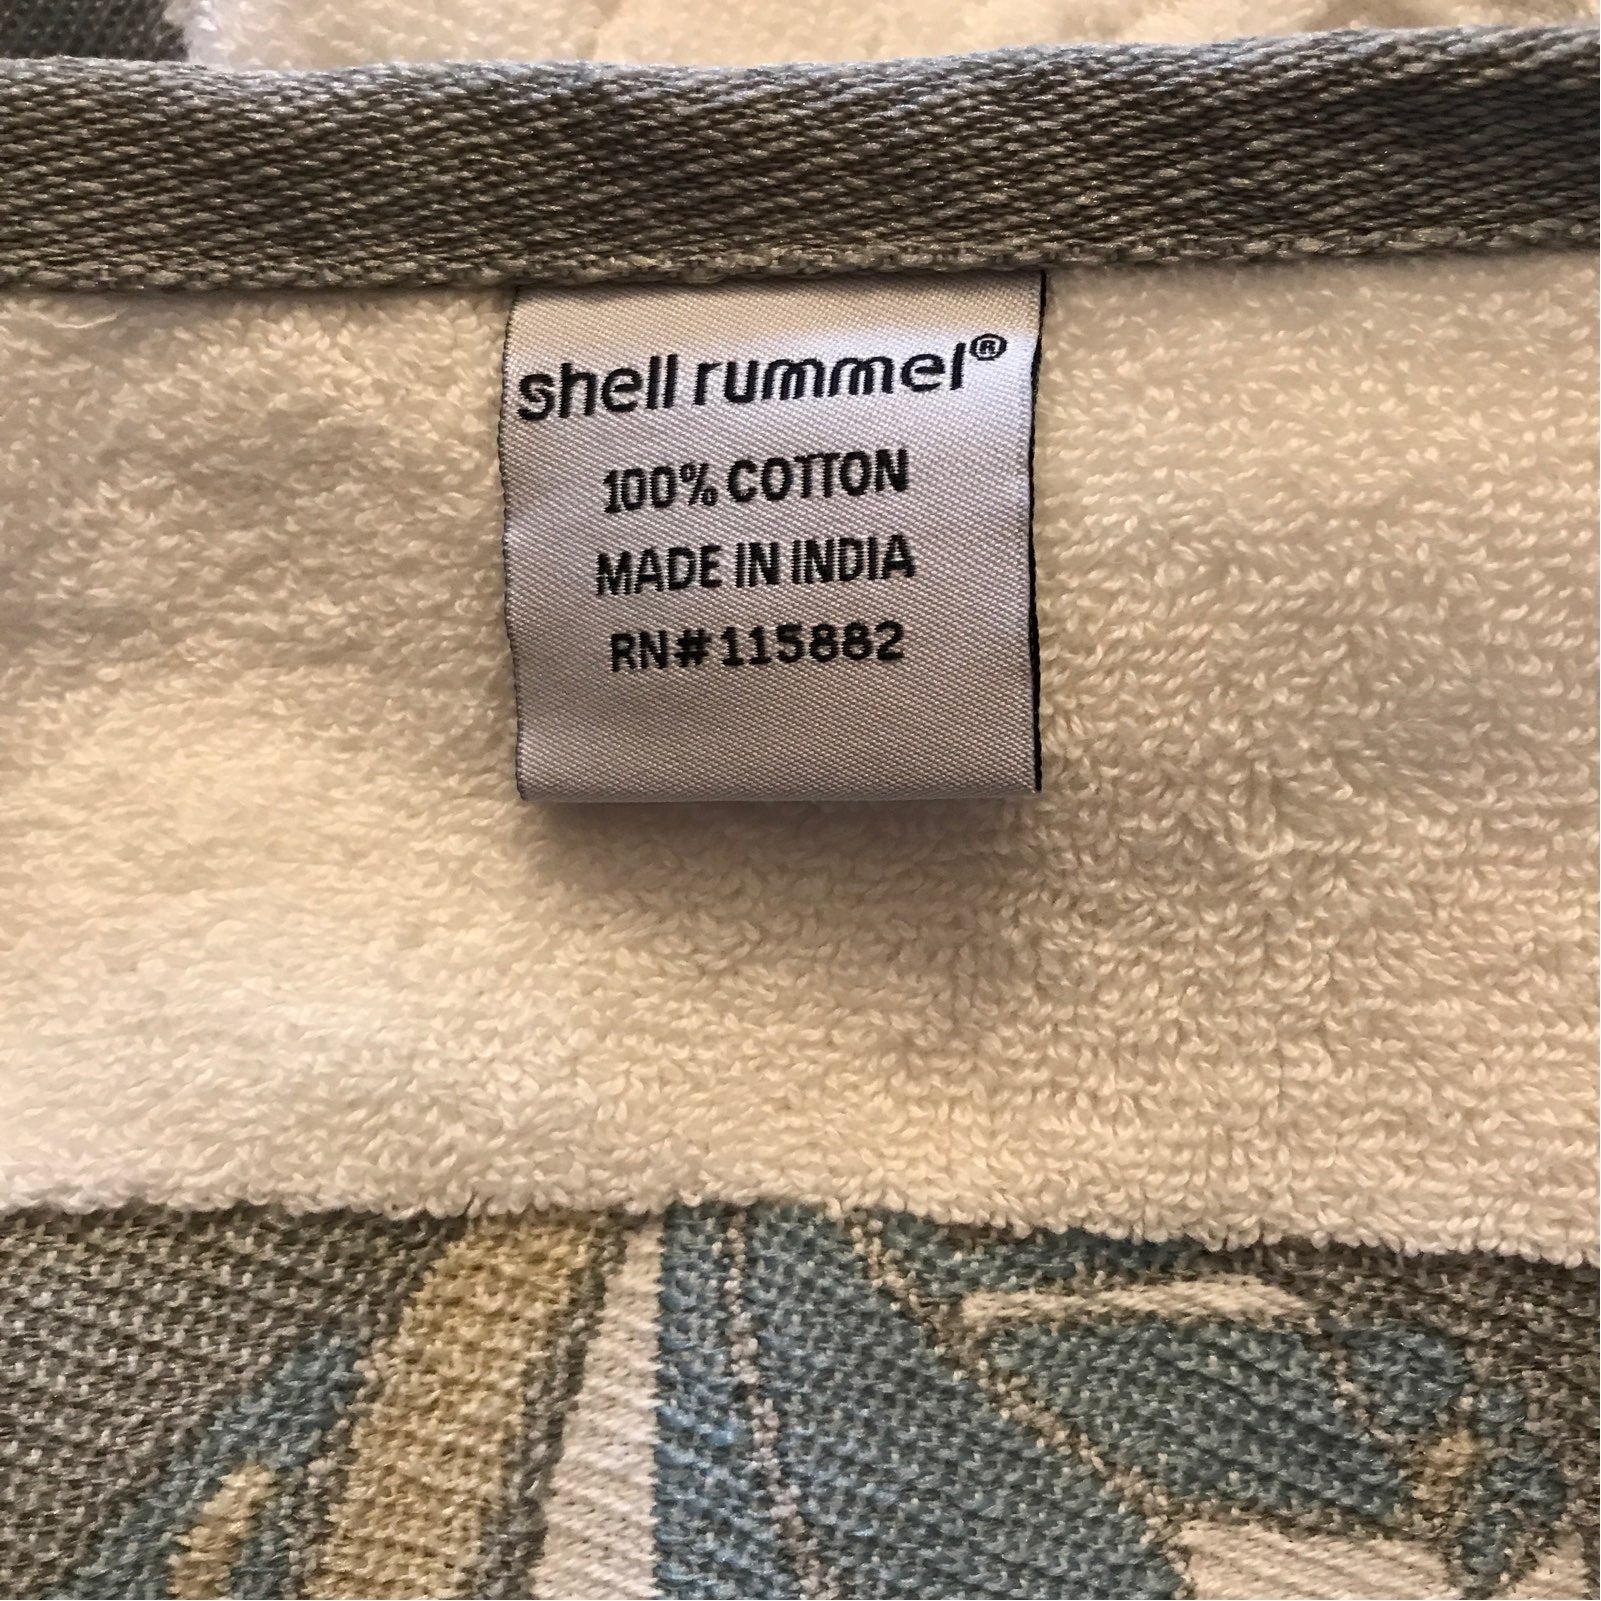 shell rummel®
100% COTTON
MADE IN INDIA
RN#115882